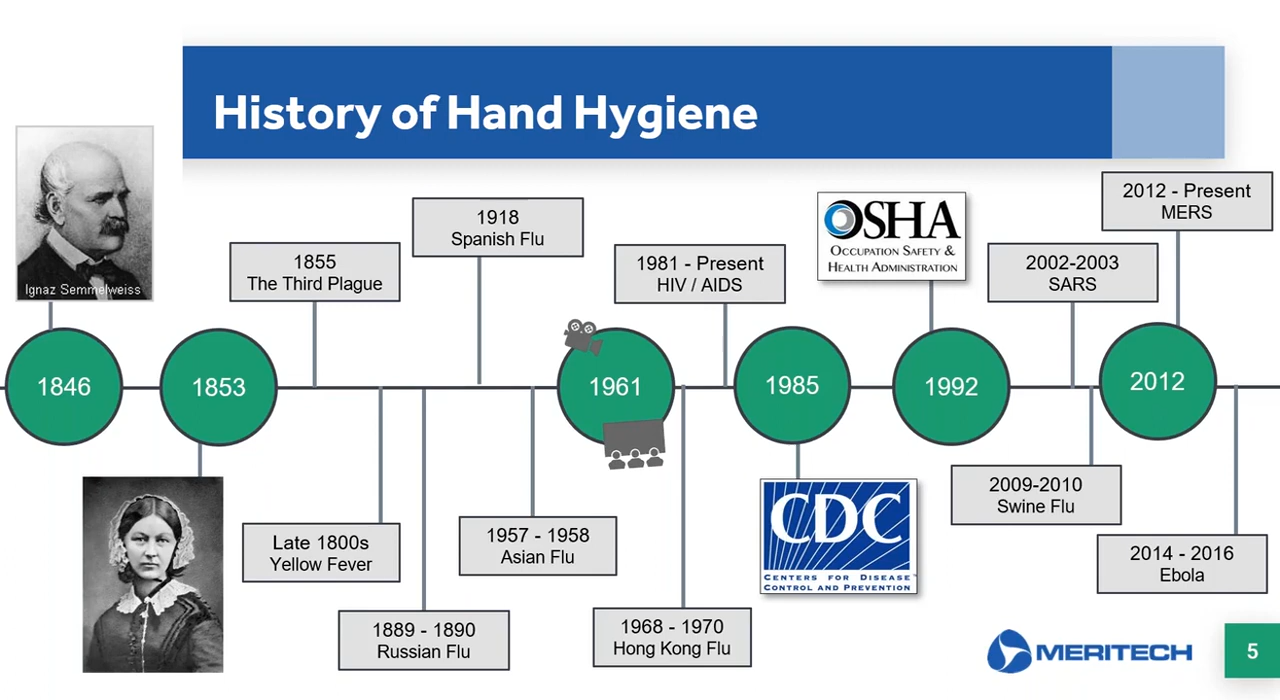 History of Hand Hygiene
Ignaz Semmelweiss
1855
The Third Plague
1918
Spanish Flu
1981 - Present
HIV / AIDS
OSHA
OCCUPATION SAFETY &
HEALTH ADMINISTRATION
2002-2003
SARS
2012 - Present
MERS
1846
1853
1961
1985
1992
2012
Late 1800s
Yellow Fever
1889 - 1890
Russian Flu
1957 - 1958
Asian Flu
1968 - 1970
Hong Kong Flu
CDC
CENTERS FOR DISEASE™
CONTROL AND PREVENTION
2009-2010
Swine Flu
2014 - 2016
Ebola
MERITECH
5